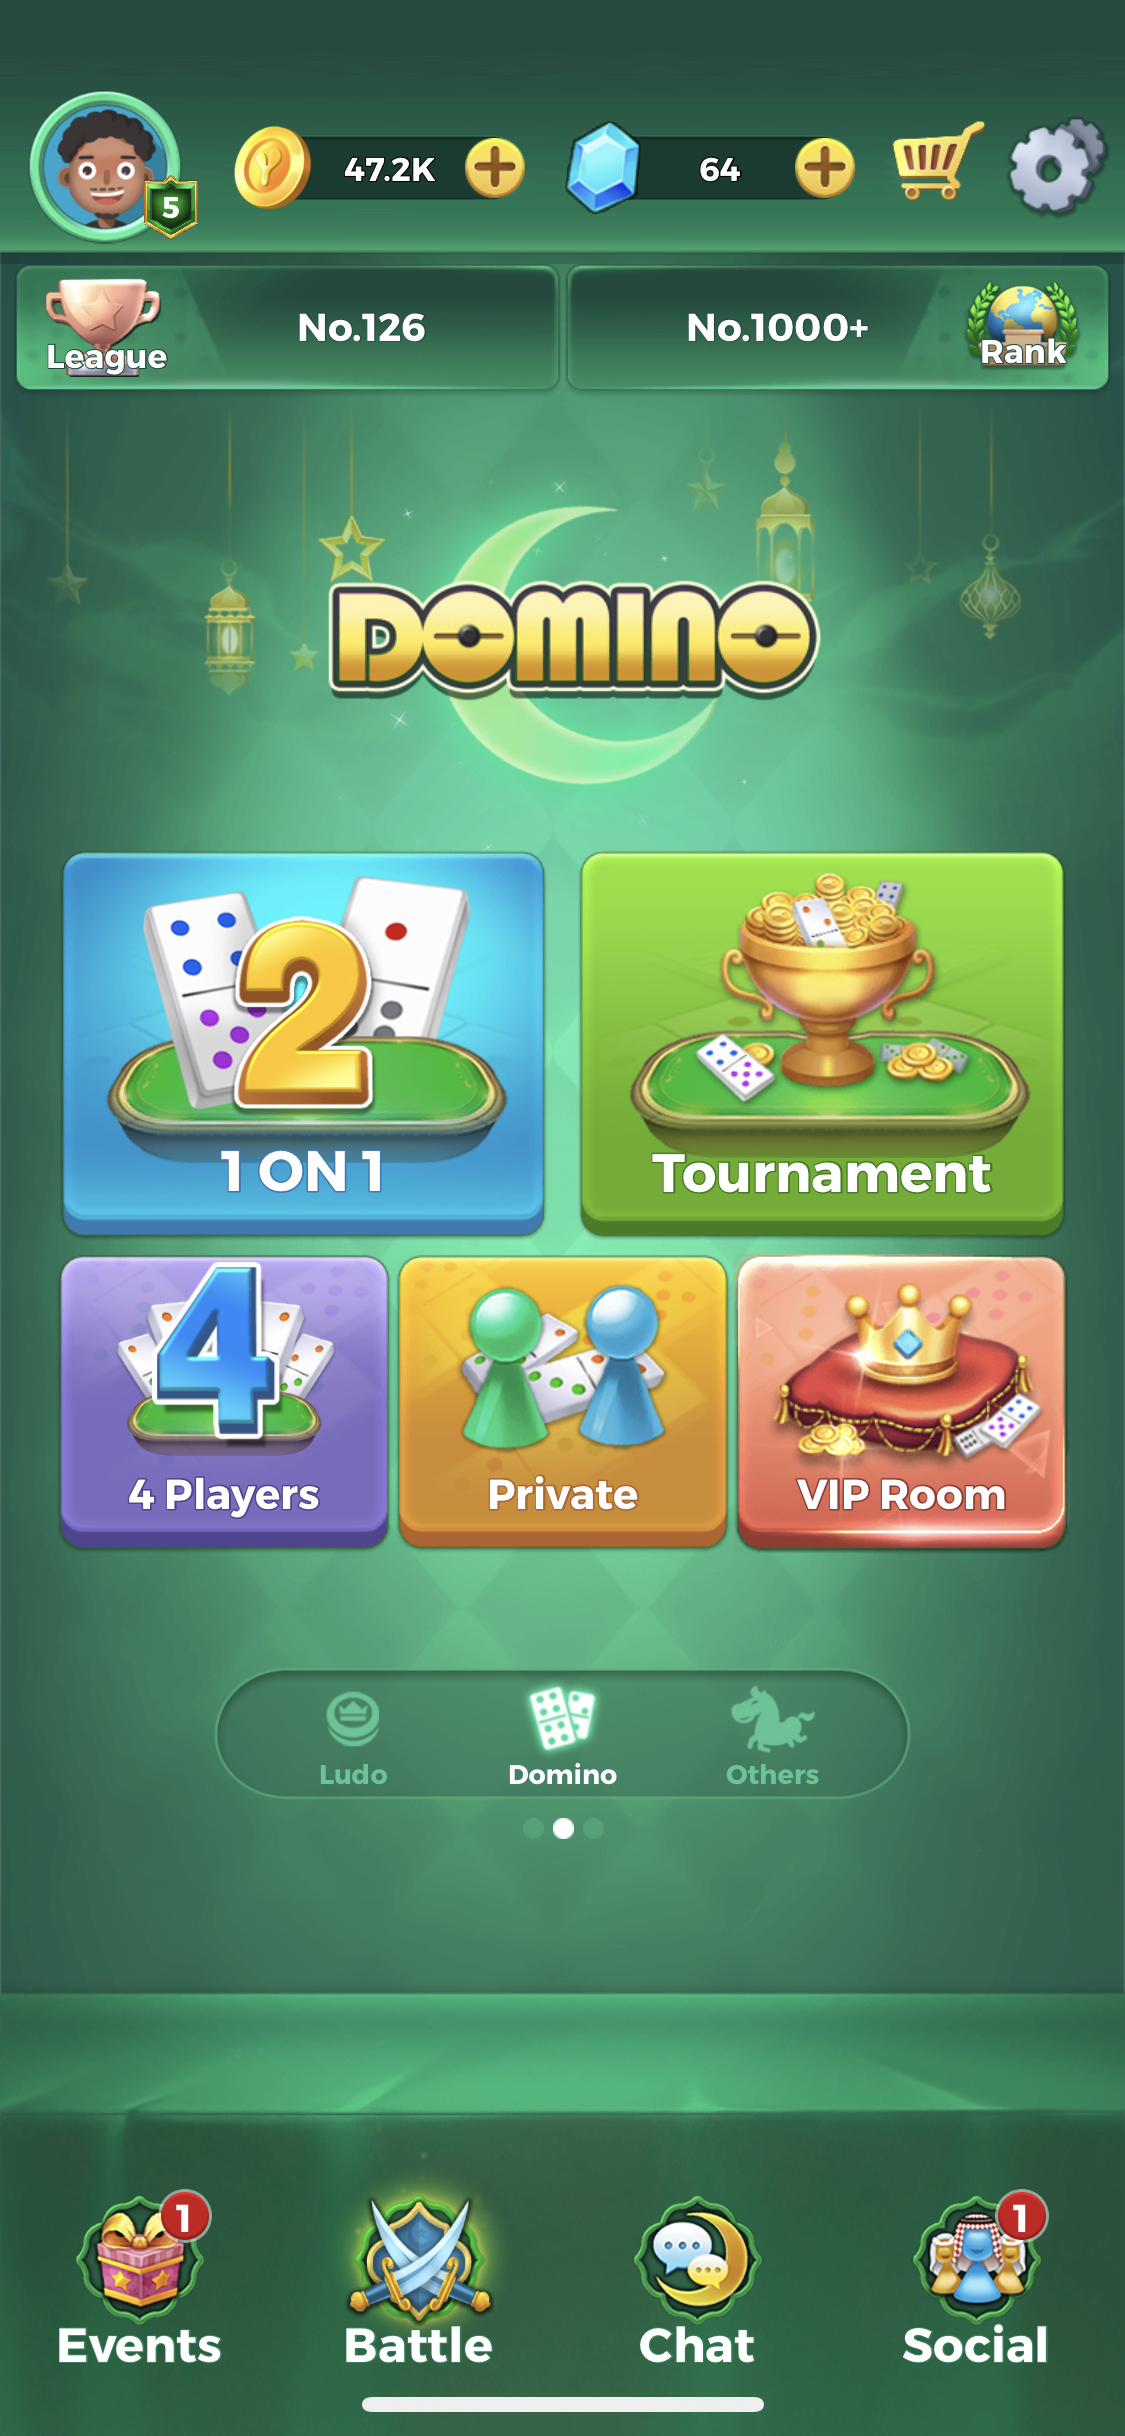 5
47.2K
64
League
No.126
No.1000+
Rank
DOMINO
2
1 ON 1
Tournament
4
4 Players
Private
VIP Room
Ludo
Domino
Others
1
1
Events
Battle
Chat
Social